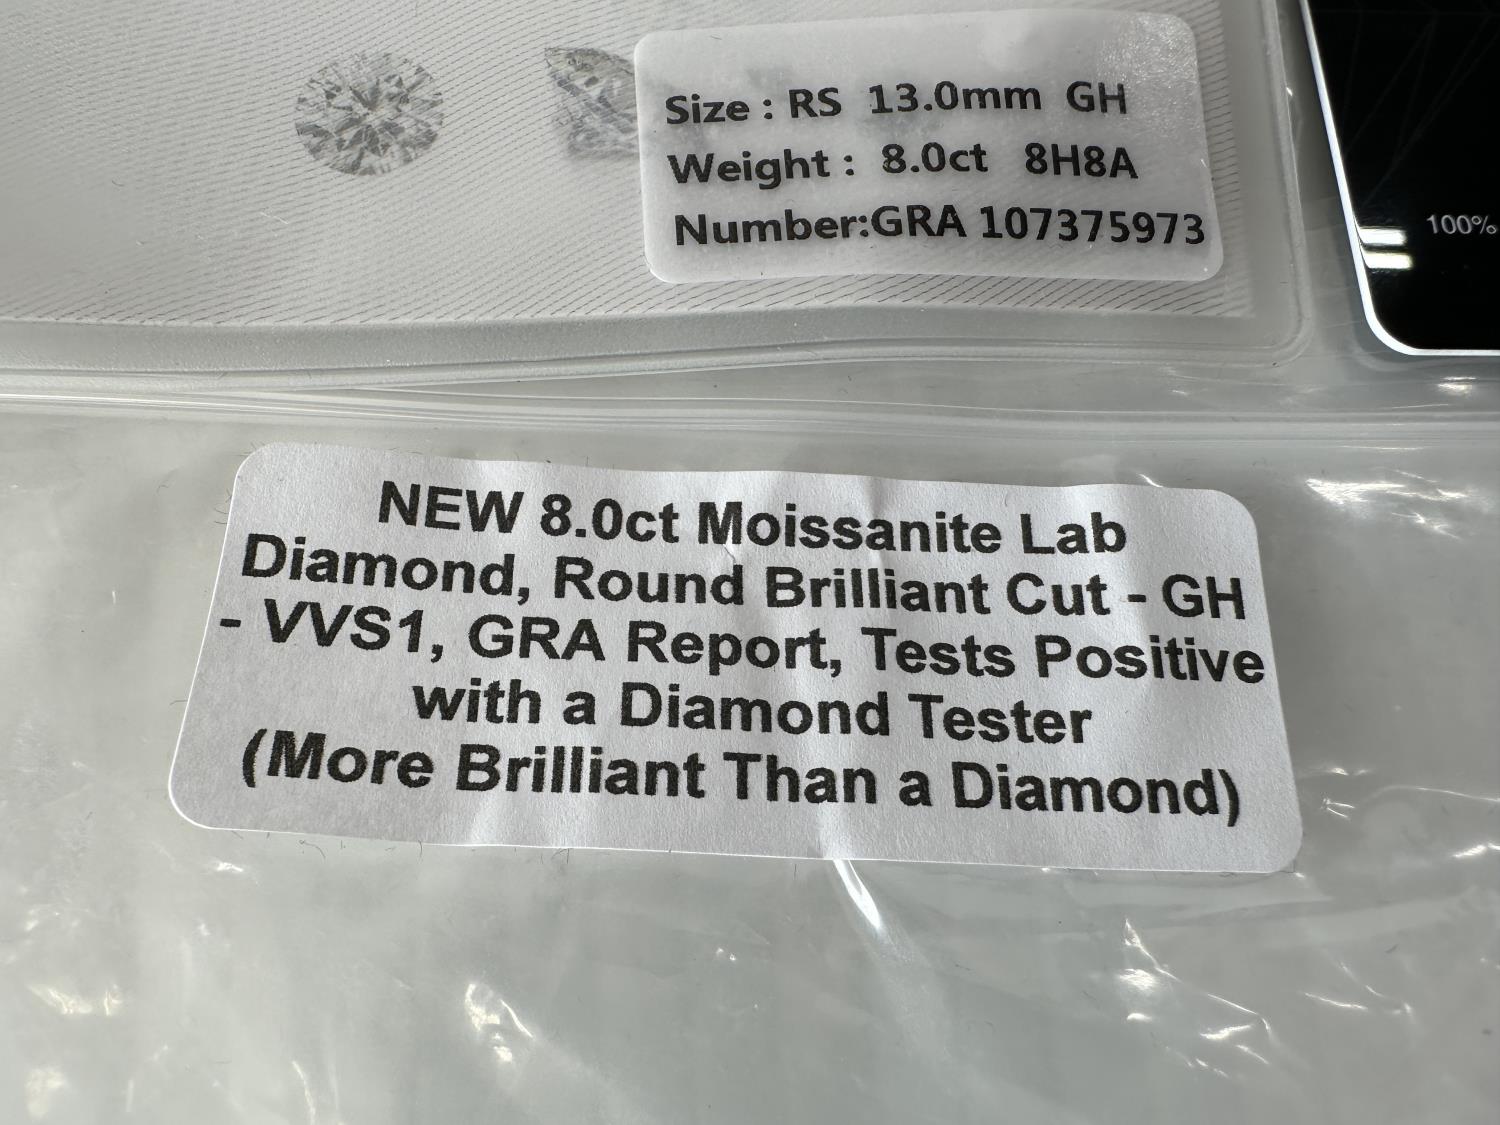 Size : RS 13.0mm GH
Weight : 8.0ct 8H8A
Number:GRA 107375973
100%
NEW 8.0ct Moissanite Lab
Diamond, Round Brilliant Cut - GH
- VVS1, GRA Report, Tests Positive
with a Diamond Tester
(More Brilliant Than a Diamond)